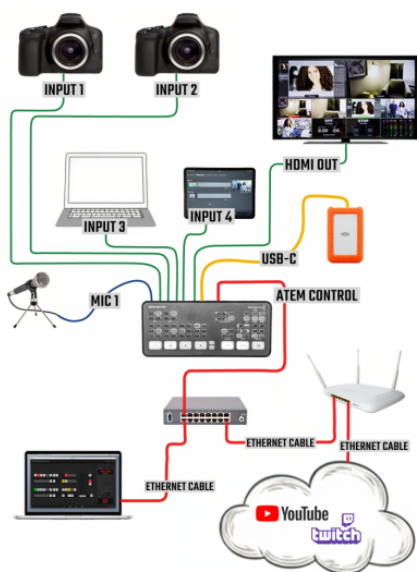 INPUT 1
INPUT 2
HDMI OUT
INPUT 3
INPUT 4
USB-C
MIC 1
ATEM CONTROL
ETHERNET CABLE
ETHERNET CABLE
ETHERNET CABLE
YouTube
twitch